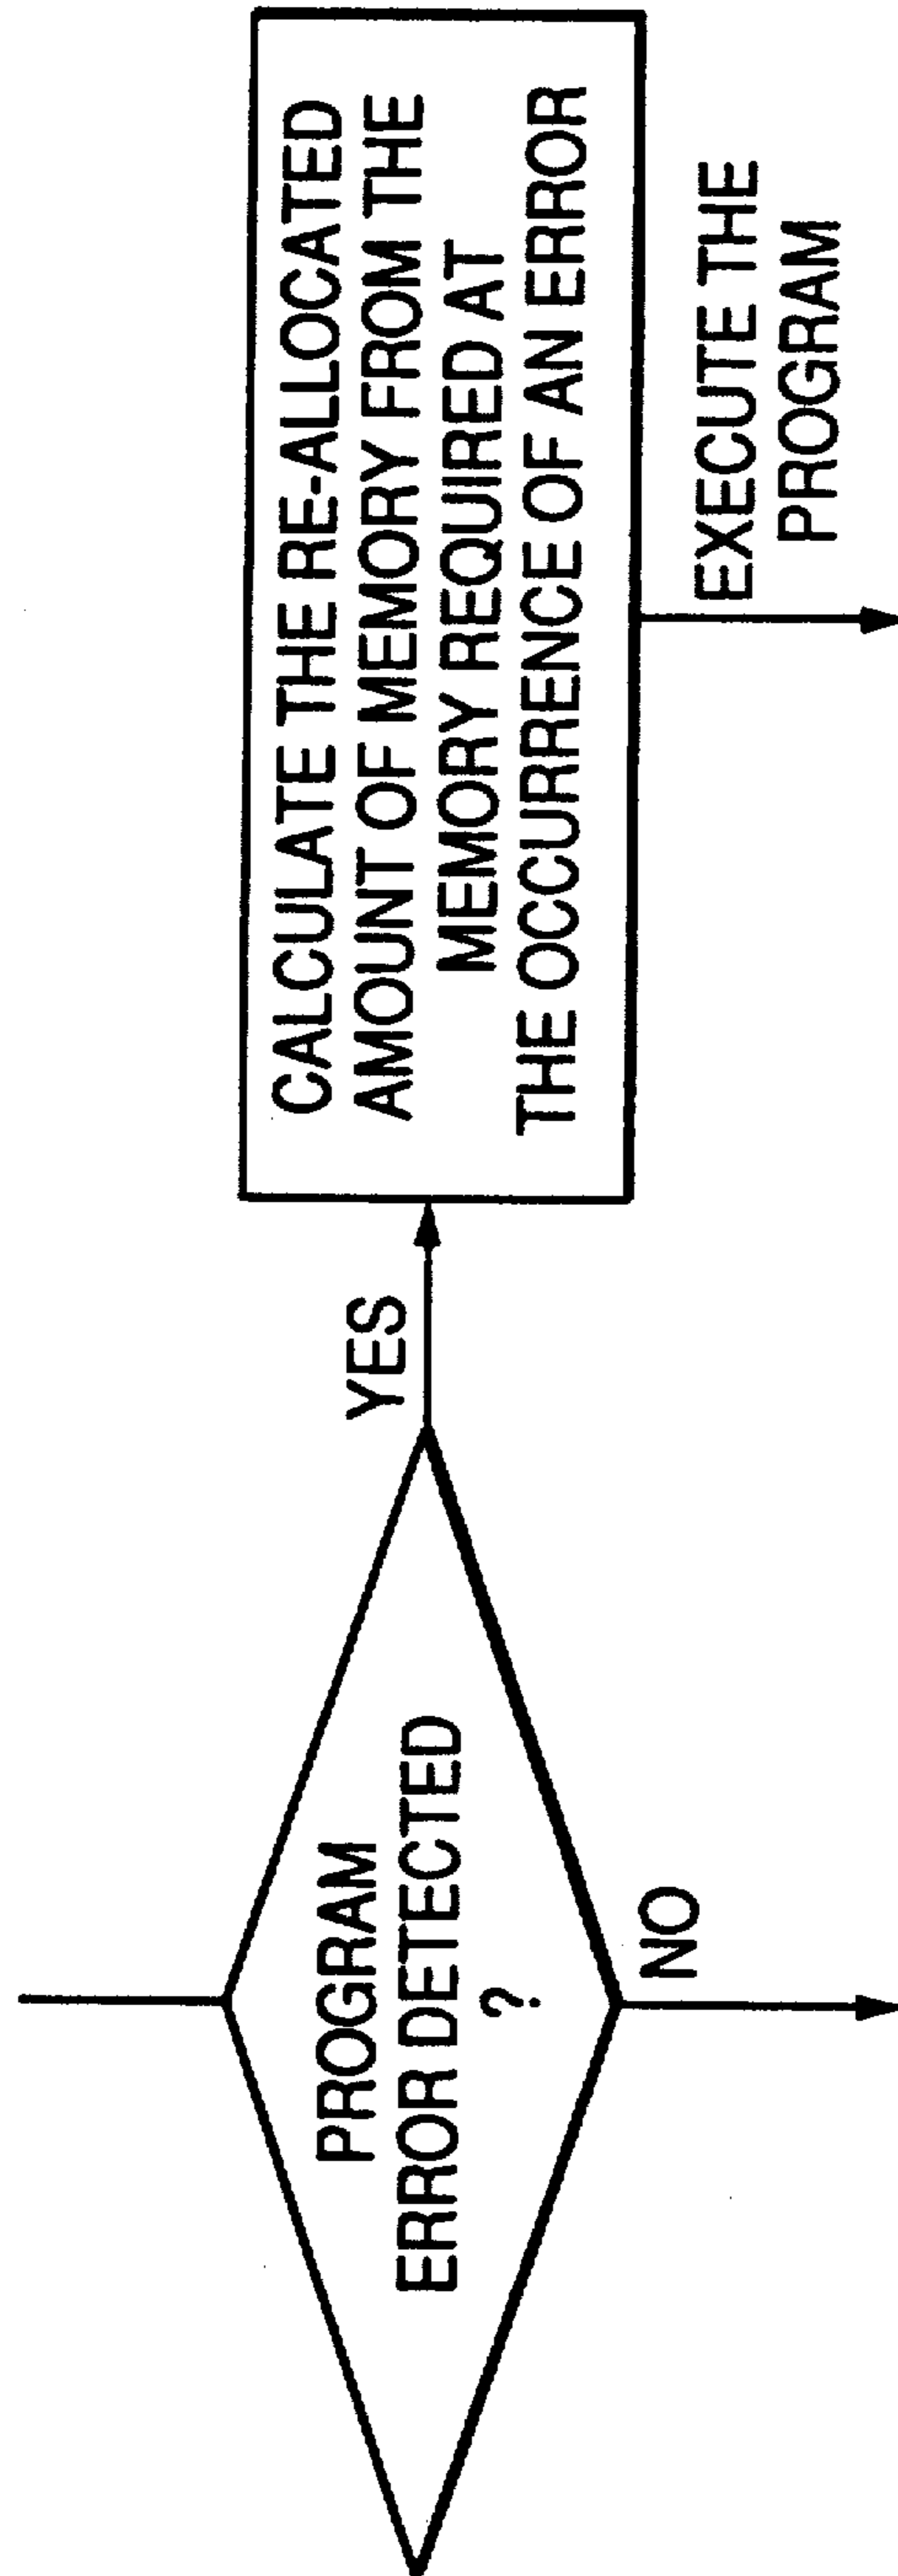 PROGRAM
ERROR DETECTED
?
YES
NO
CALCULATE THE RE-ALLOCATED
AMOUNT OF MEMORY FROM THE
MEMORY REQUIRED AT
THE OCCURRENCE OF AN ERROR
EXECUTE THE
PROGRAM